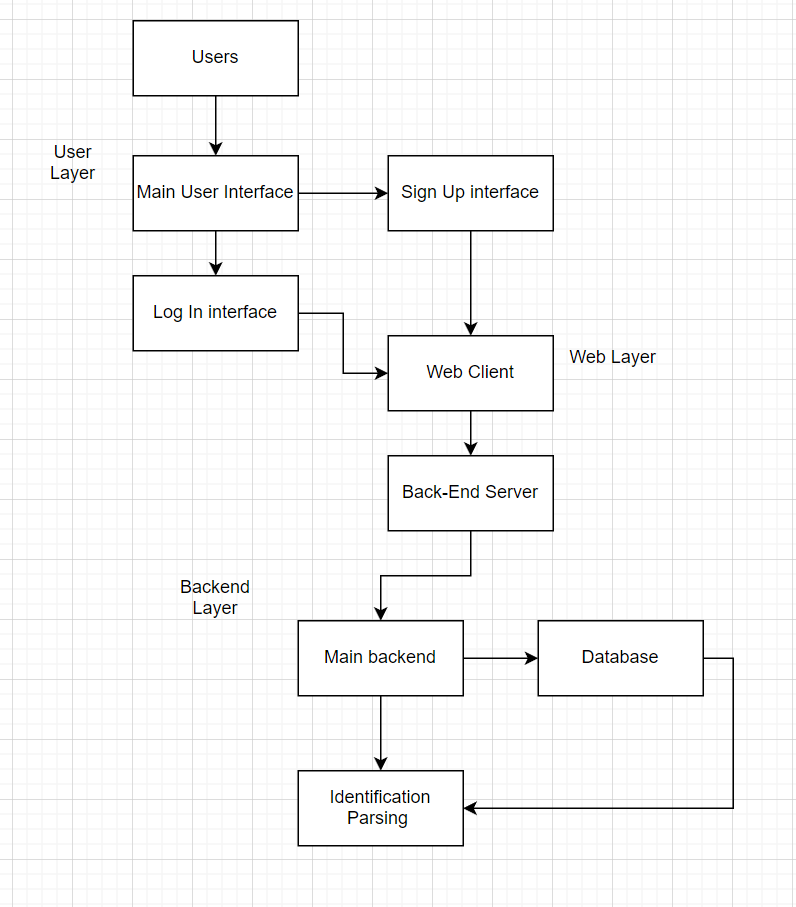 Users
User
Layer
Main User Interface
Sign Up interface
Log In interface
Web Client
Web Layer
Back-End Server
Backend
Layer
Main backend
Database
Identification
Parsing